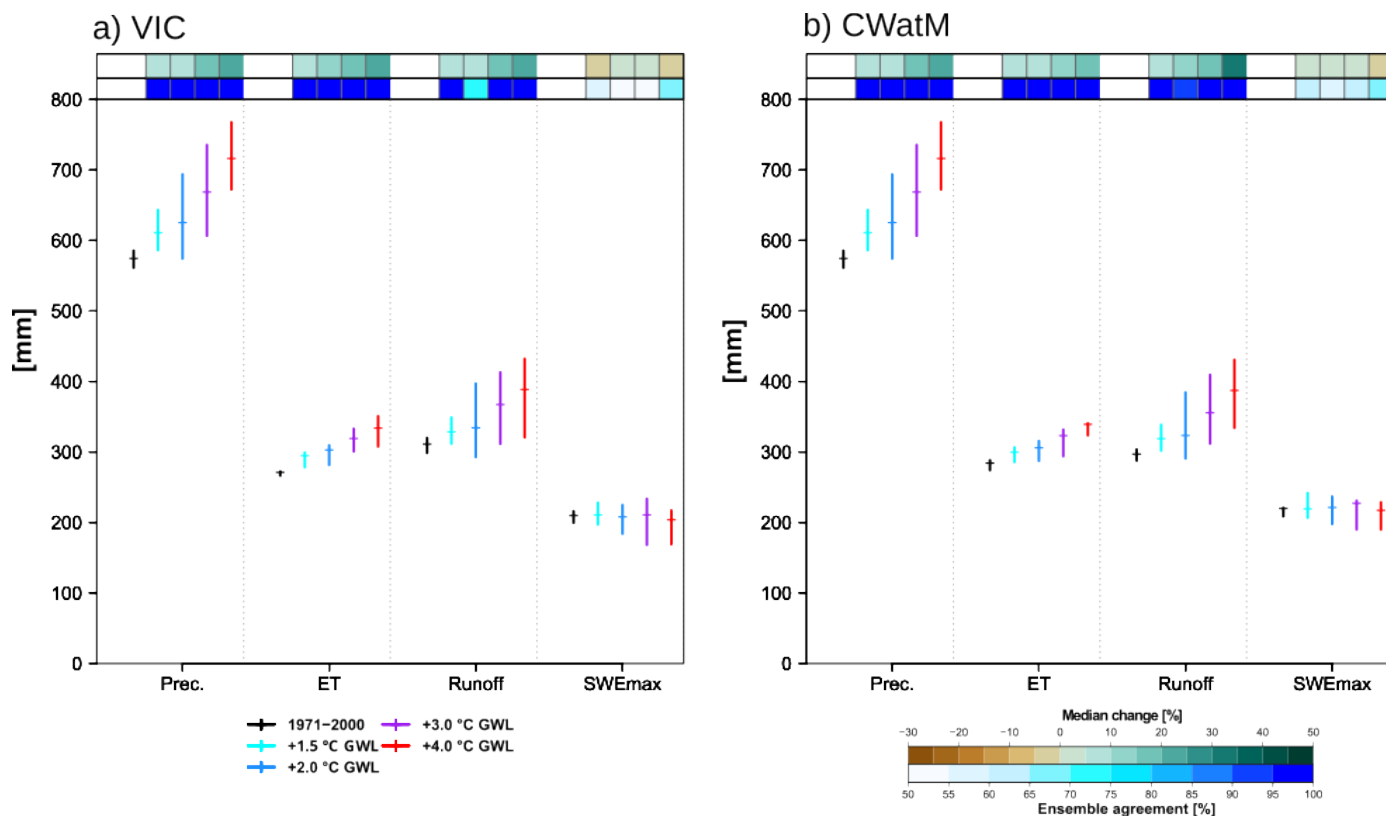 a) VIC
b) CWatM
800
700
600
500
400
300
200
100
0
[mm]
Prec.
ET
Runoff
SWEmax
800
700
600
500
400
300
200
100
0
[mm]
Prec.
ET
Runoff
SWEmax
1971−2000
+1.5 °C GWL
+2.0 °C GWL
+3.0 °C GWL
+4.0 °C GWL
Median change [%]
−30 −20 −10 0 10 20 30 40 50
50 55 60 65 70 75 80 85 90 95 100
Ensemble agreement [%]